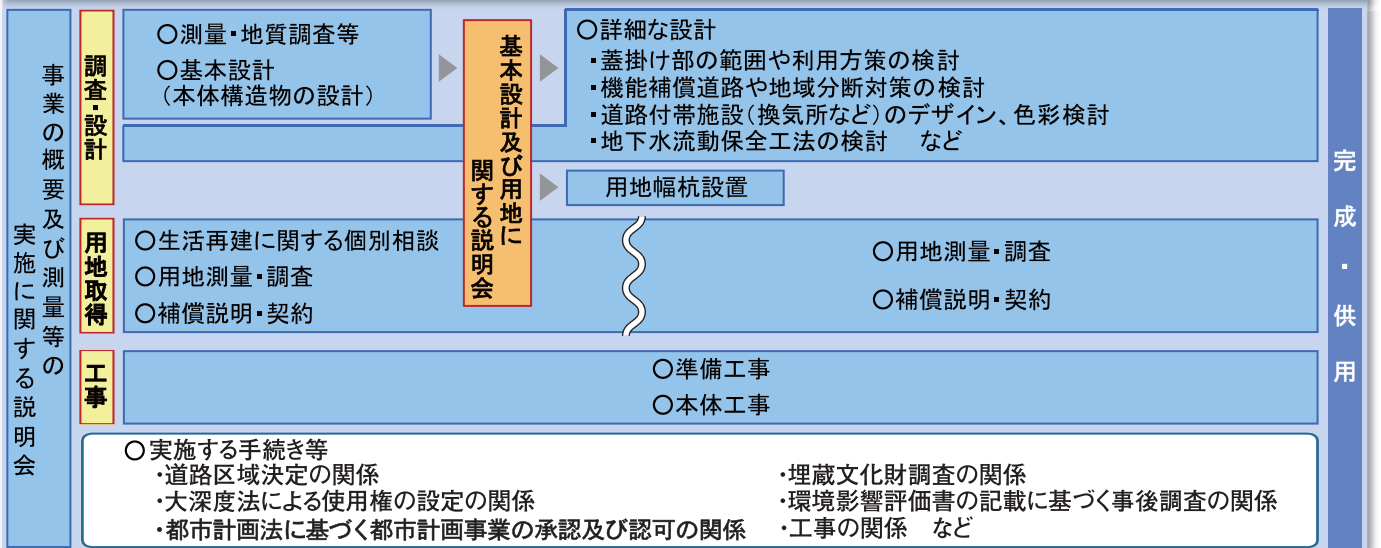 事業の概要及び測量等の
実施に関する説明会
調査・設計
○測量・地質調査等
○基本設計
(本体構造物の設計)
基本設計及び用地に
関する説明会
○詳細な設計
・蓋掛け部の範囲や利用方策の検討
・機能補償道路や地域分断対策の検討
・道路付帯施設(換気所など)のデザイン、色彩検討
・地下水流動保全工法の検討　など
用地幅杭設置
用地取得
○生活再建に関する個別相談
○用地測量・調査
○補償説明・契約
○用地測量・調査
○補償説明・契約
工事
○準備工事
○本体工事
○実施する手続き等
・道路区域決定の関係
・大深度法による使用権の設定の関係
・都市計画法に基づく都市計画事業の承認及び認可の関係
・埋蔵文化財調査の関係
・環境影響評価書の記載に基づく事後調査の関係
・工事の関係　など
完成・供用